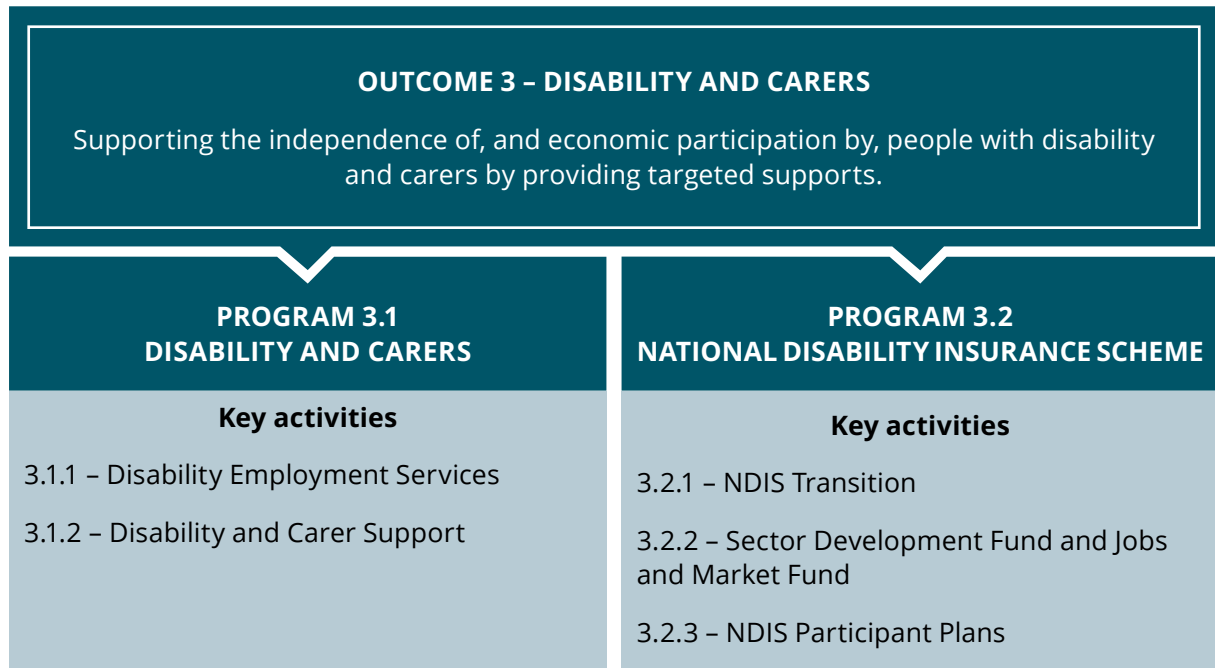 OUTCOME 3 – DISABILITY AND CARERS
Supporting the independence of, and economic participation by, people with disability
and carers by providing targeted supports.
PROGRAM 3.1
DISABILITY AND CARERS
Key activities
3.1.1 – Disability Employment Services
3.1.2 – Disability and Carer Support
PROGRAM 3.2
NATIONAL DISABILITY INSURANCE SCHEME
Key activities
3.2.1 – NDIS Transition
3.2.2 – Sector Development Fund and Jobs
and Market Fund
3.2.3 – NDIS Participant Plans